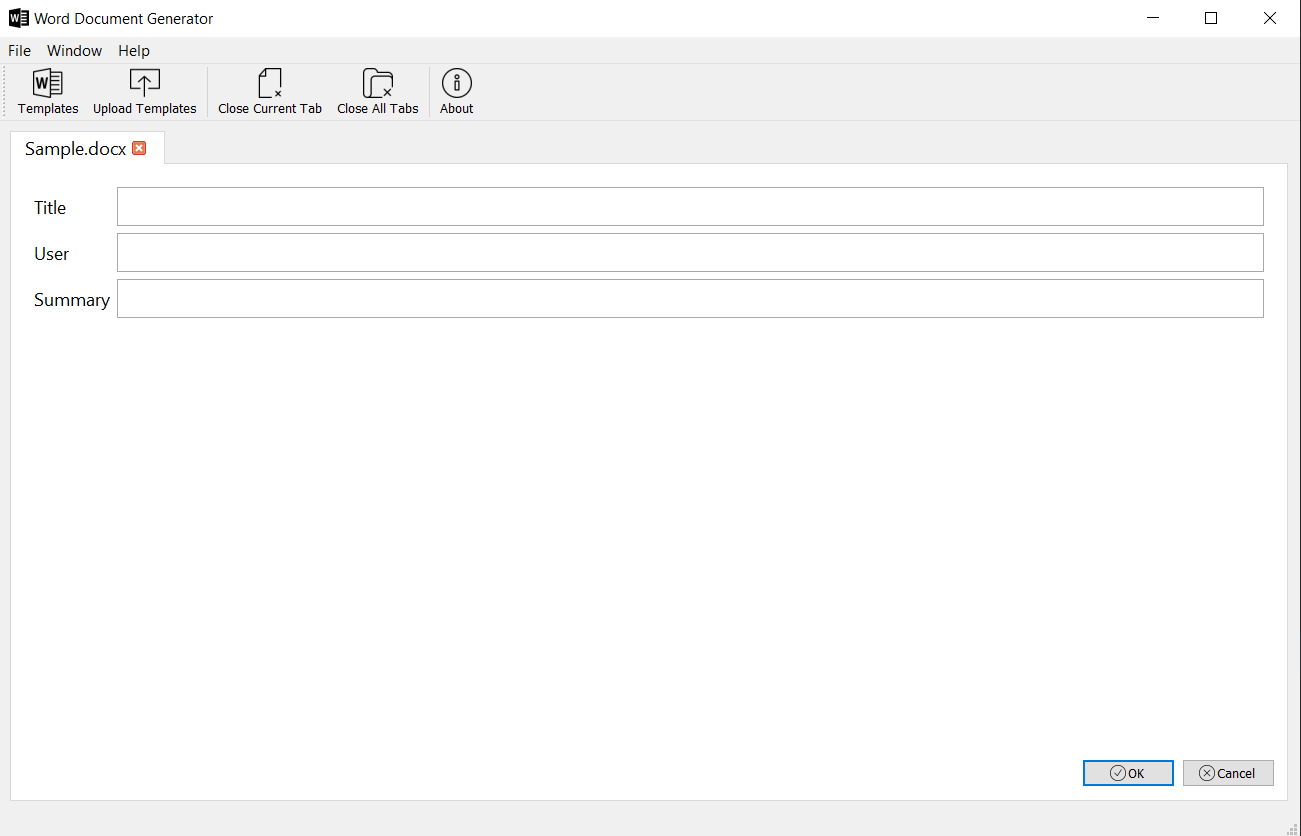 Word Document Generator
File Window Help
Templates Upload Templates Close Current Tab Close All Tabs About
Sample.docx
Title
User
Summary
OK Cancel